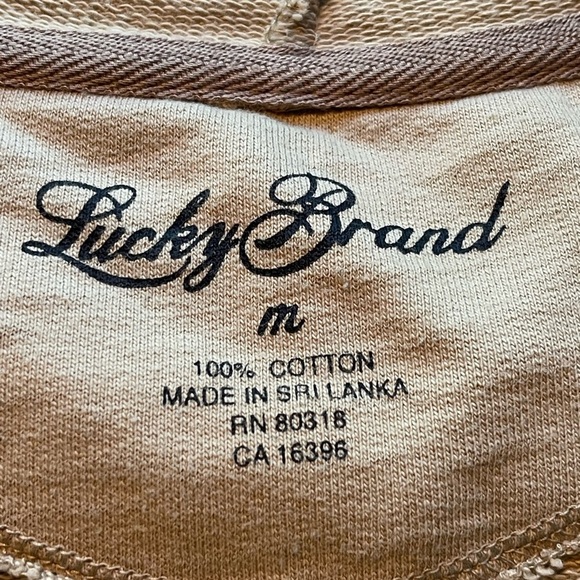 Lucky Brand
m
100% COTTON
MADE IN SRI LANKA
RN 80318
CA 16396